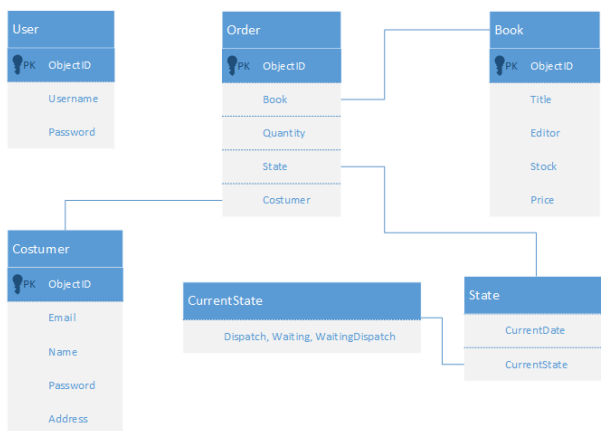 User
PK ObjectID
Username
Password
Order
PK ObjectID
Book
Quantity
State
Costumer
Book
PK ObjectID
Title
Editor
Stock
Price
Costumer
PK ObjectID
Email
Name
Password
Address
CurrentState
Dispatch, Waiting, WaitingDispatch
State
CurrentDate
CurrentState